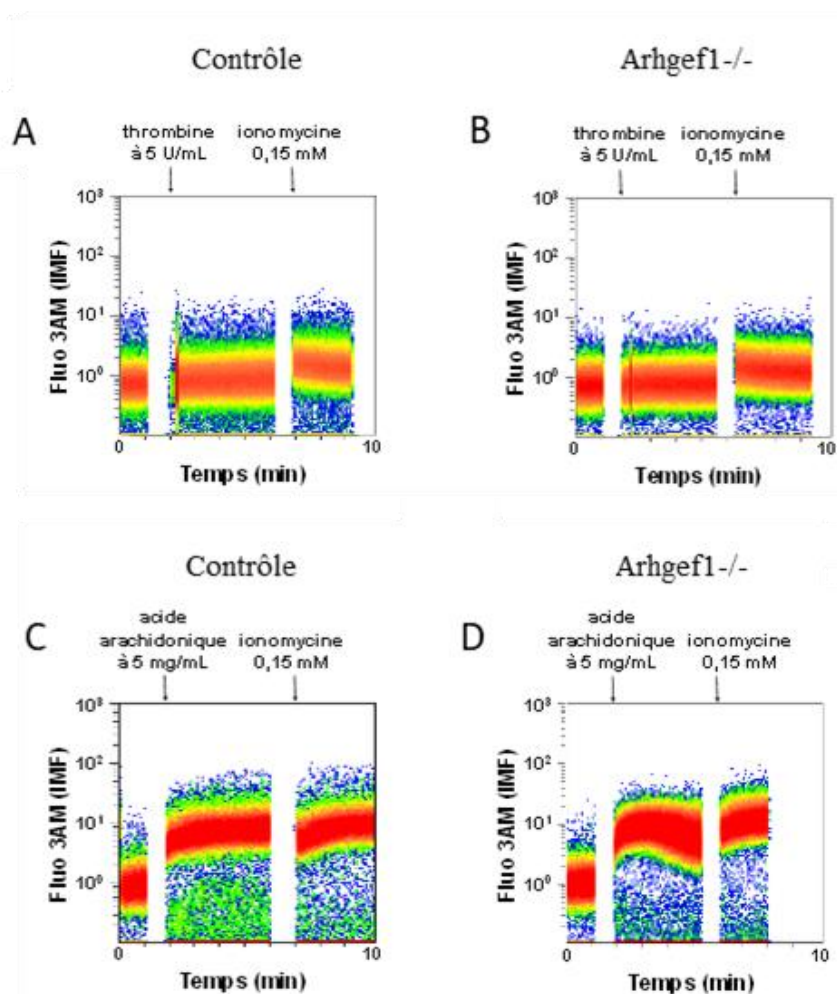 Contrôle
Arhgef1-/-
A
thrombine
à 5 U/mL
ionomycine
0,15 mM
B
thrombine
à 5 U/mL
ionomycine
0,15 mM
Fluo 3AM (IMF)
10³
10²
10¹
10⁰
0
10
Temps (min)
Fluo 3AM (IMF)
10³
10²
10¹
10⁰
0
10
Temps (min)
Contrôle
Arhgef1-/-
C
acide
arachidonique
à 5 mg/mL
ionomycine
0,15 mM
D
acide
arachidonique
à 5 mg/mL
ionomycine
0,15 mM
Fluo 3AM (IMF)
10³
10²
10¹
10⁰
0
10
Temps (min)
Fluo 3AM (IMF)
10³
10²
10¹
10⁰
0
10
Temps (min)